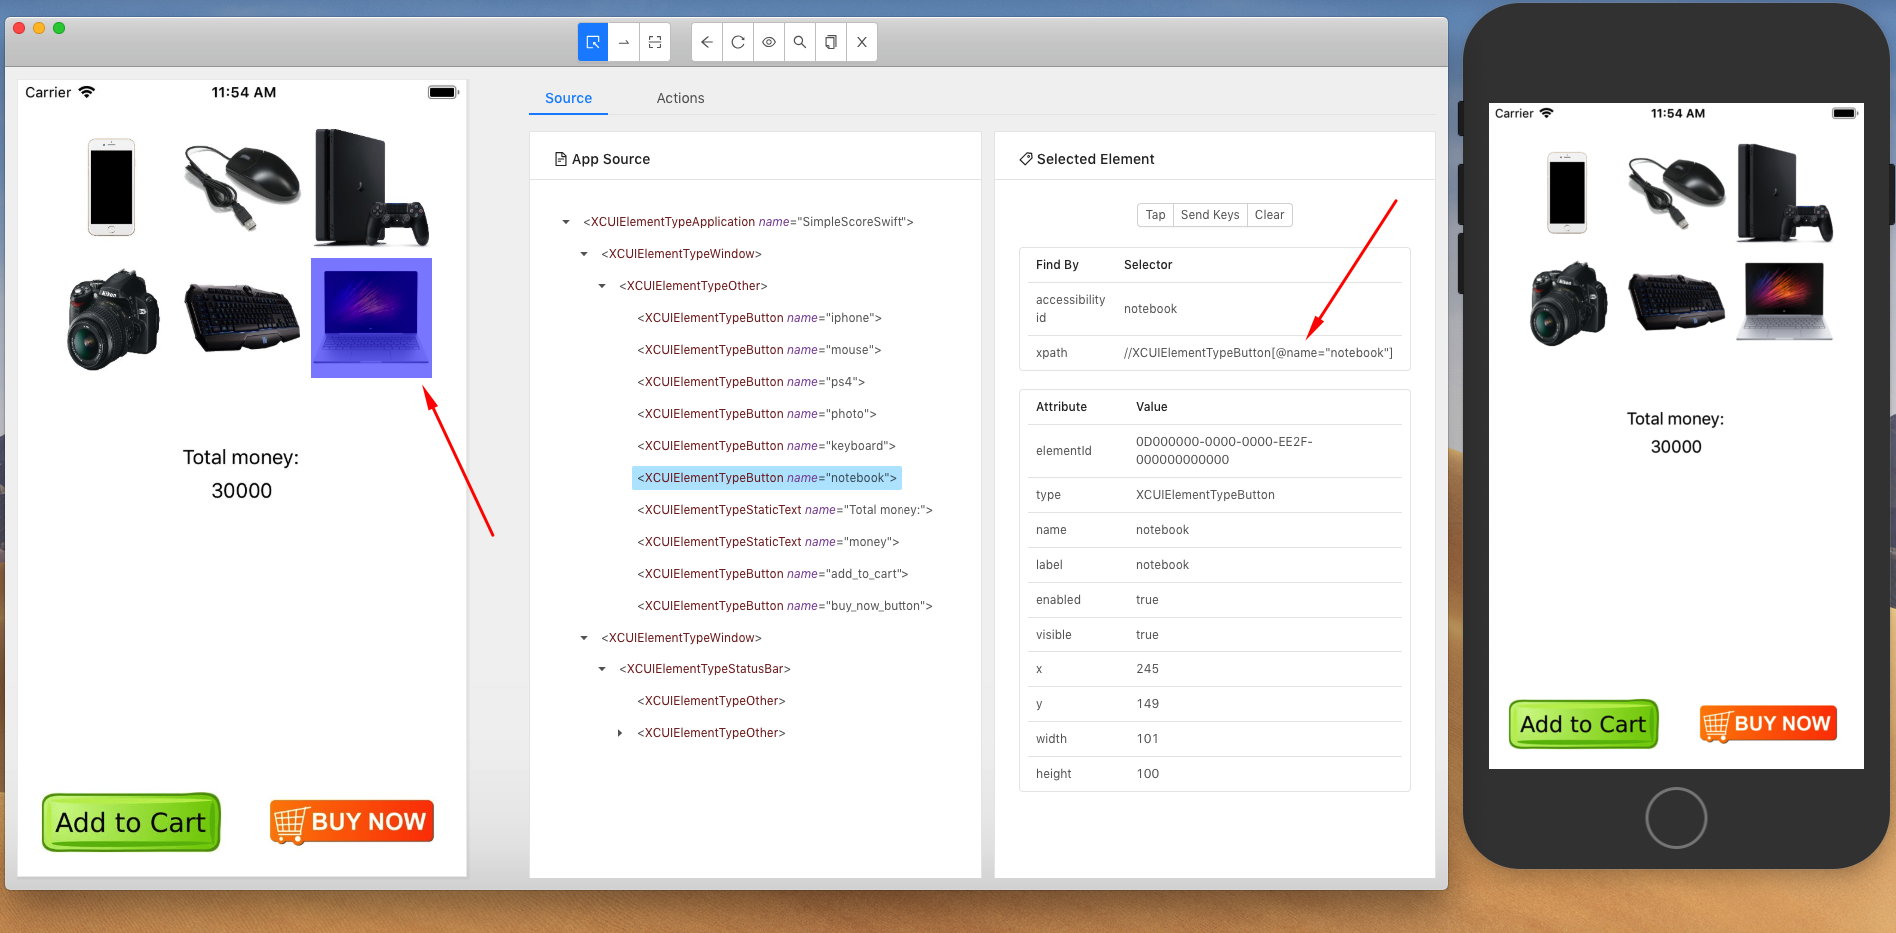 Carrier 11:54 AM
Nikon
Total money:
30000
Add to Cart
BUY NOW
Source Actions
App Source
<XCUIElementTypeApplication name="SimpleScoreSwift">
<XCUIElementTypeWindow>
<XCUIElementTypeOther>
<XCUIElementTypeButton name="iphone">
<XCUIElementTypeButton name="mouse">
<XCUIElementTypeButton name="ps4">
<XCUIElementTypeButton name="photo">
<XCUIElementTypeButton name="keyboard">
<XCUIElementTypeButton name="notebook">
<XCUIElementTypeStaticText name="Total money:">
<XCUIElementTypeStaticText name="money">
<XCUIElementTypeButton name="add_to_cart">
<XCUIElementTypeButton name="buy_now_button">
<XCUIElementTypeWindow>
<XCUIElementTypeStatusBar>
<XCUIElementTypeOther>
<XCUIElementTypeOther>
Selected Element
Tap Send Keys Clear
Find By Selector
accessibility
id notebook
xpath //XCUIElementTypeButton[@name="notebook"]
Attribute Value
elementId 0D000000-0000-0000-EE2F-
000000000000
type XCUIElementTypeButton
name notebook
label notebook
enabled true
visible true
x 245
y 149
width 101
height 100
Carrier 11:54 AM
Total money:
30000
Add to Cart
BUY NOW